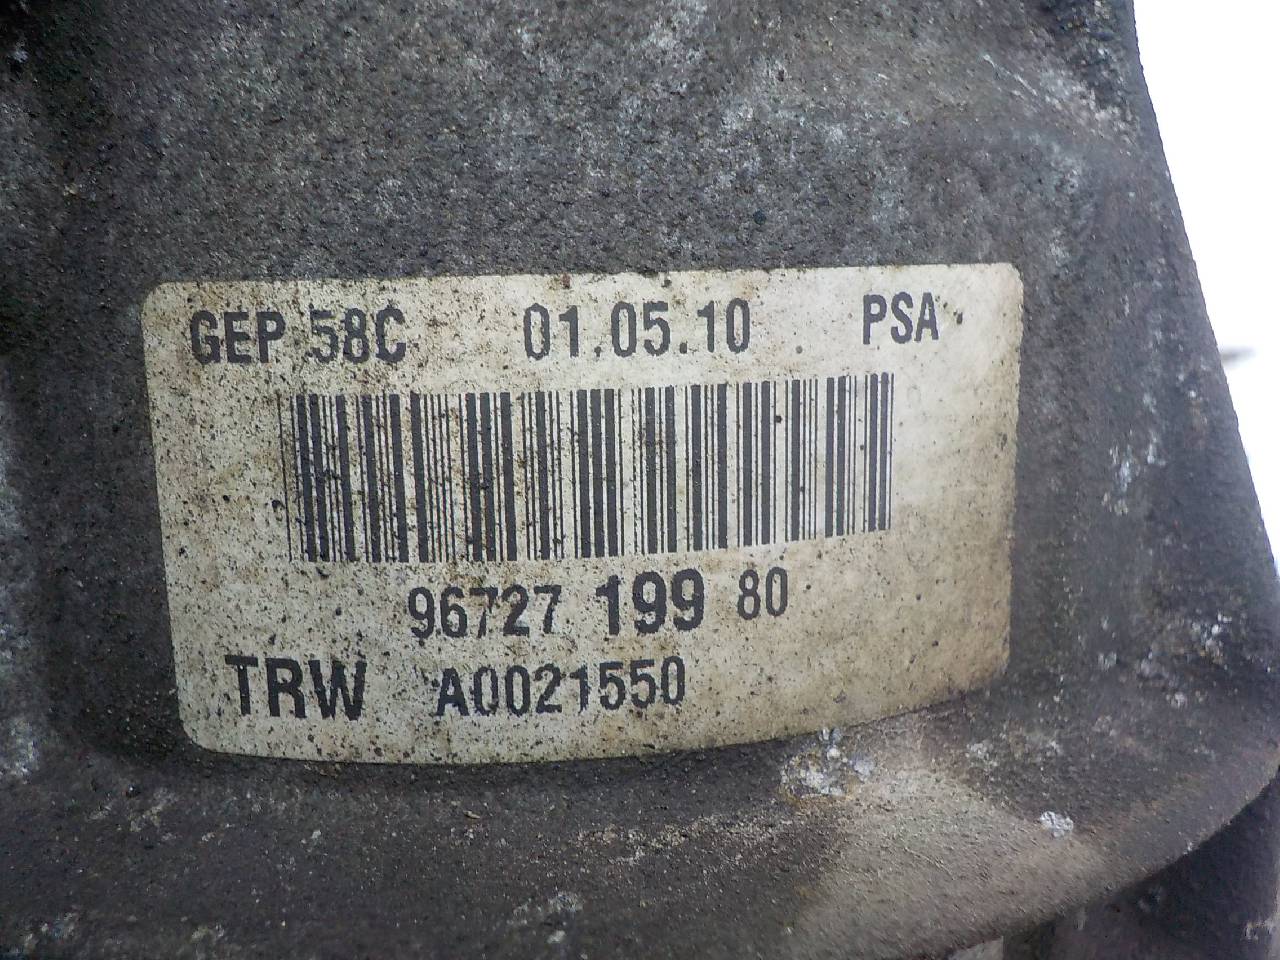 GEP 58C 01.05.10 PSA
96727 199 80
TRW A0021550